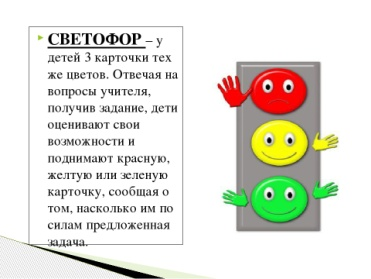 СВЕТОФОР – у
детей 3 карточки тех
же цветов. Отвечая на
вопросы учителя,
получив задание, дети
оценивают свои
возможности и
поднимают красную,
желтую или зеленую
карточку, сообщая о
том, насколько им по
силам предложенная
задача.